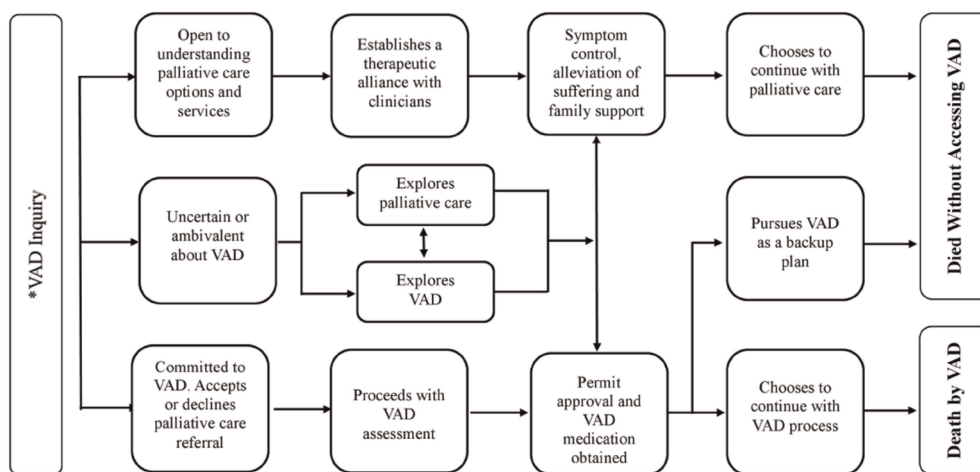 *VAD Inquiry
Open to
understanding
palliative care
options and
services
Establishes a
therapeutic
alliance with
clinicians
Symptom
control,
alleviation of
suffering and
family support
Chooses to
continue with
palliative care
Died Without Accessing VAD
Uncertain or
ambivalent
about VAD
Explores
palliative care
Explores
VAD
Pursues VAD
as a backup
plan
Committed to
VAD. Accepts
or declines
palliative care
referral
Proceeds with
VAD
assessment
Permit
approval and
VAD
medication
obtained
Chooses to
continue with
VAD process
Death by VAD